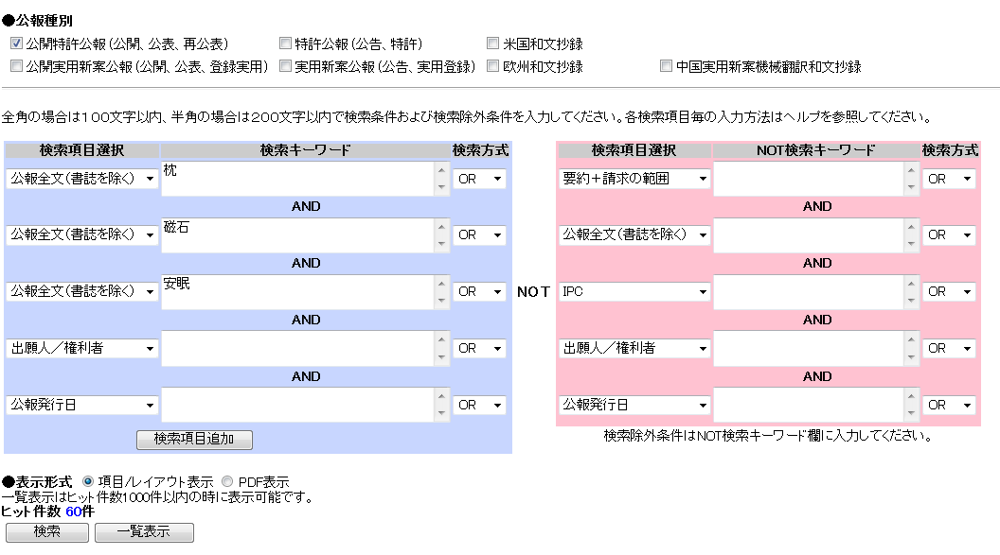 ●公報種別
公開特許公報(公開、公表、再公表) 特許公報(公告、特許) 米国和文抄録
公開実用新案公報(公開、公表、登録実用) 実用新案公報(公告、実用登録) 欧州和文抄録 中国実用新案機械翻訳和文抄録
全角の場合は100文字以内、半角の場合は200文字以内で検索条件および検索除外条件を入力してください。各検索項目毎の入力方法はヘルプを参照してください。
検索項目選択 検索キーワード 検索方式 検索項目選択 NOT検索キーワード 検索方式
公報全文(書誌を除く) 枕 OR 要約+請求の範囲 OR
AND AND
公報全文(書誌を除く) 磁石 OR 公報全文(書誌を除く) OR
AND AND
公報全文(書誌を除く) 安眠 OR NOT IPC OR
AND AND
出願人/権利者 OR 出願人/権利者 OR
AND AND
公報発行日 OR 公報発行日 OR
検索項目追加 検索除外条件はNOT検索キーワード欄に入力してください。
●表示形式 項目/レイアウト表示 PDF表示
一覧表示はヒット件数1000件以内の時に表示可能です。
ヒット件数 60件
検索 一覧表示